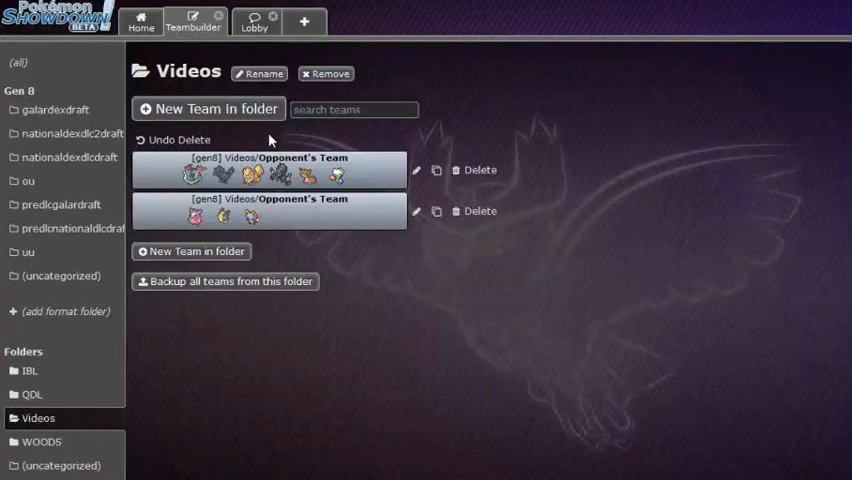 Pokémon
SHOWDOWN!
BETA
Home
Teambuilder
Lobby
(all)
Gen 8
galardexdraft
nationaldexdlc2draft
nationaldexdlcdraft
ou
predlcgalardraft
predlcnationaldlcdraf
uu
(uncategorized)
(add format folder)
Folders
IBL
QDL
Videos
WOODS
(uncategorized)
Videos
Rename
Remove
New Team in folder
search teams
Undo Delete
[gen8] Videos/Opponent's Team
Delete
[gen8] Videos/Opponent's Team
Delete
New Team in folder
Backup all teams from this folder